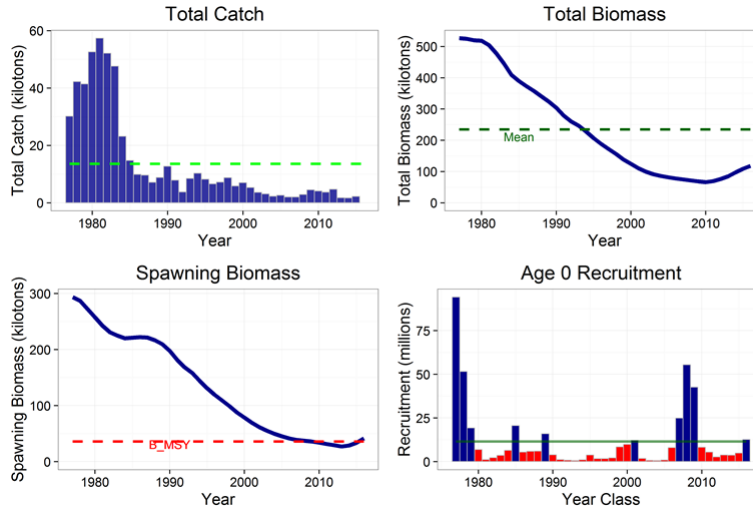 Total Catch
Total Catch (kilotons)
60
40
20
0
1980
1990
2000
2010
Year
Total Biomass
Total Biomass (kilotons)
500
400
300
200
100
0
Mean
1980
1990
2000
2010
Year
Spawning Biomass
Spawning Biomass (kilotons)
300
200
100
0
B_MSY
1980
1990
2000
2010
Year
Age 0 Recruitment
Recruitment (millions)
75
50
25
0
1980
1990
2000
2010
Year Class